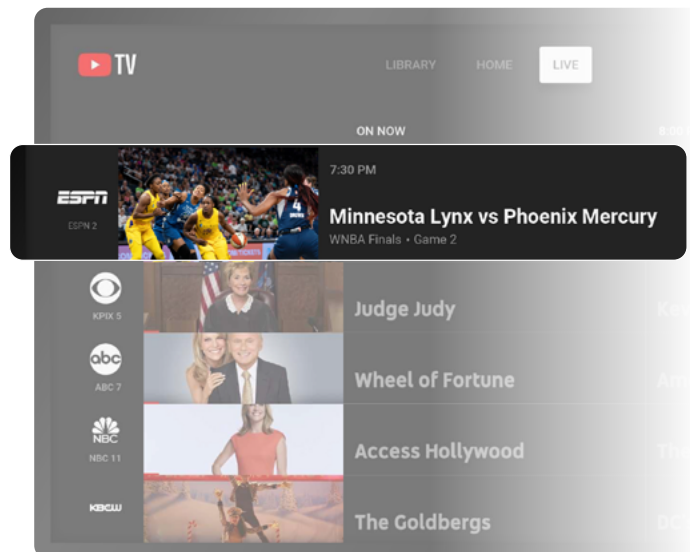 TV
LIBRARY HOME LIVE
ON NOW 8:00
7:30 PM
ESPN
ESPN 2
Minnesota Lynx vs Phoenix Mercury
WNBA Finals • Game 2
KPIX 5
Judge Judy
abc
ABC 7
Wheel of Fortune
NBC
NBC 11
Access Hollywood
KBCW
The Goldbergs